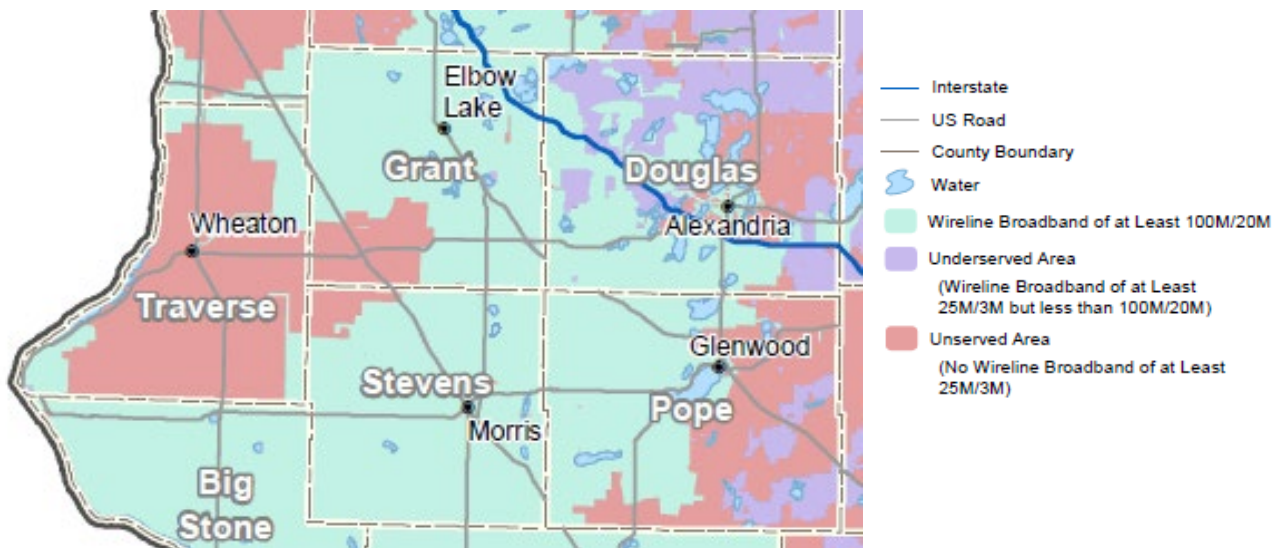 Elbow
Lake
Grant
Douglas
Wheaton
Alexandria
Traverse
Glenwood
Stevens
Pope
Morris
Big
Stone
Interstate
US Road
County Boundary
Water
Wireline Broadband of at Least 100M/20M
Underserved Area
(Wireline Broadband of at Least
25M/3M but less than 100M/20M)
Unserved Area
(No Wireline Broadband of at Least
25M/3M)